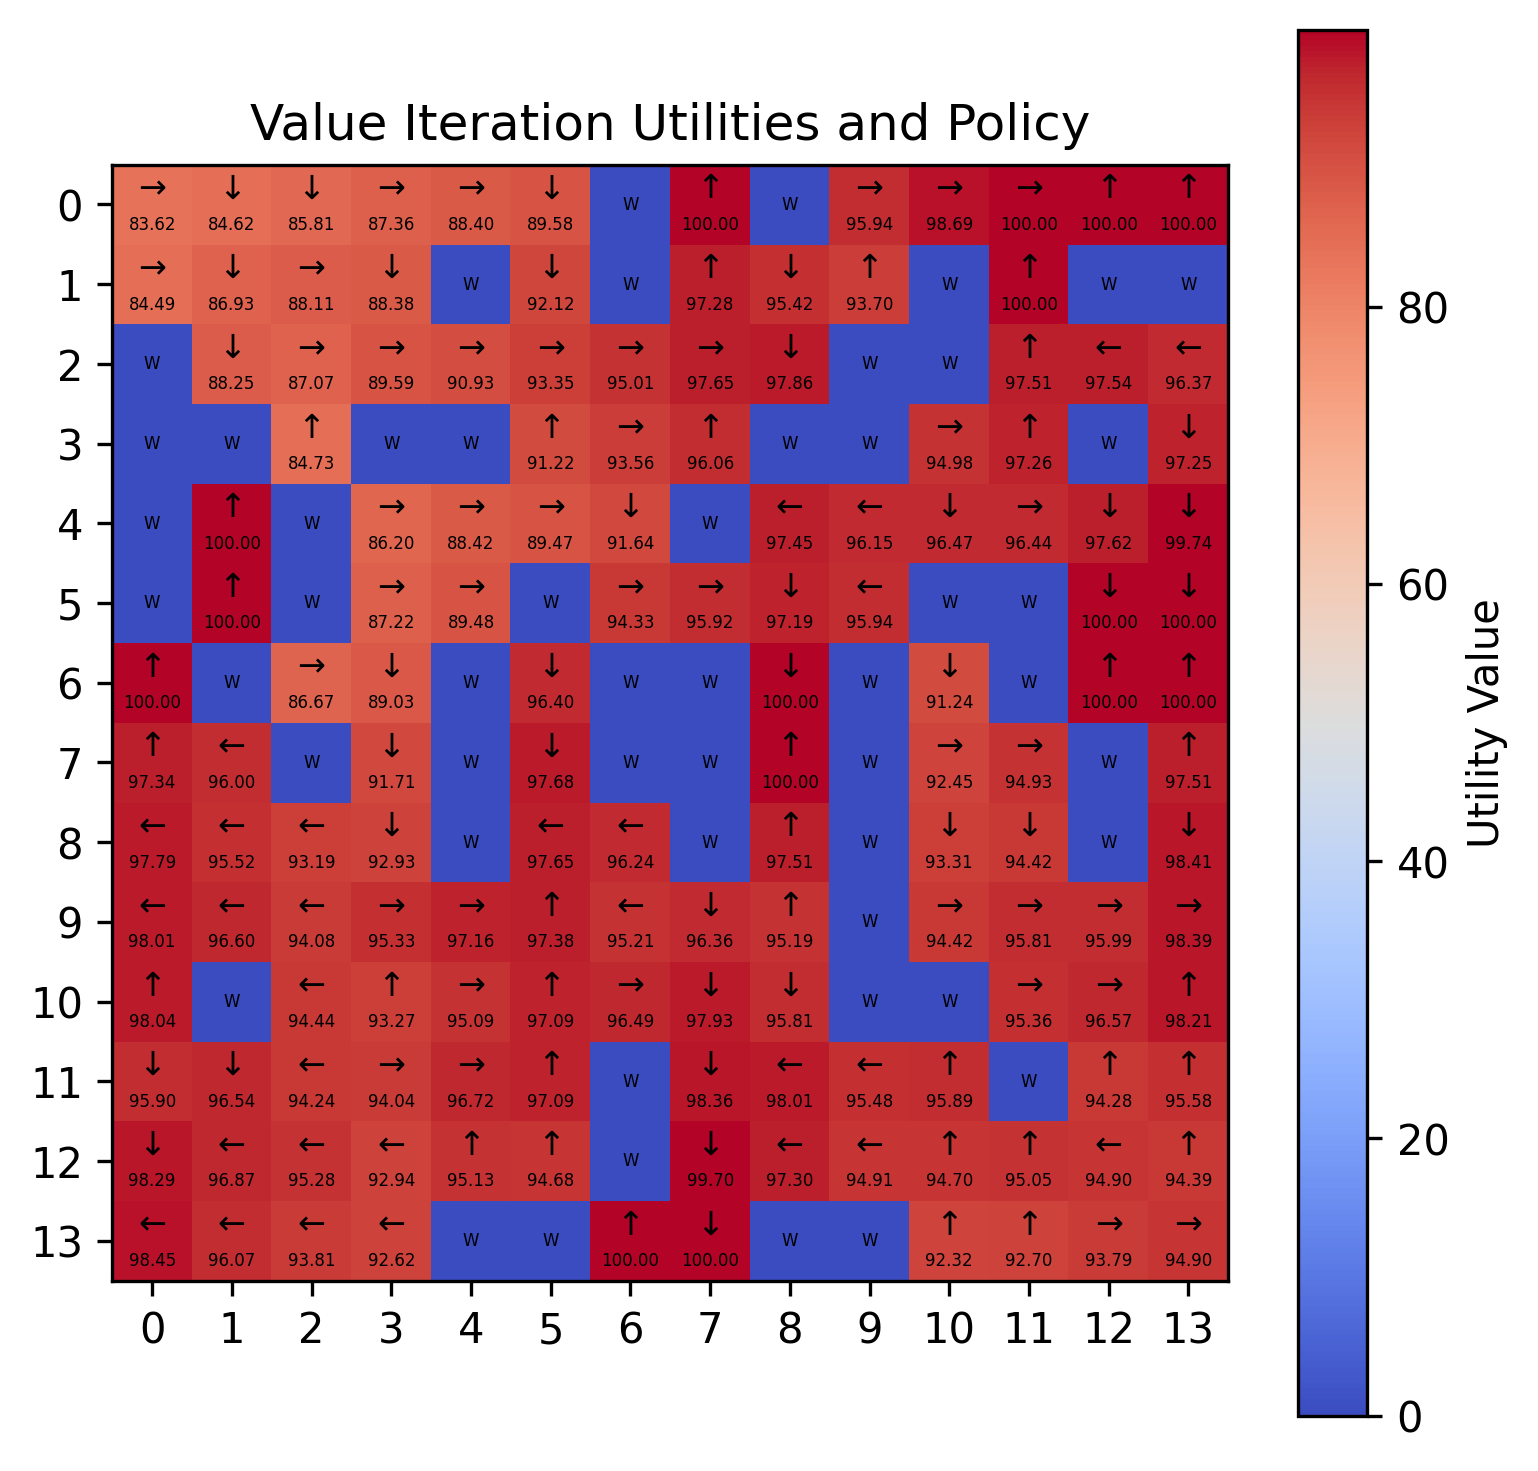 Value Iteration Utilities and Policy
0 → ↓ ↓ → → ↓ W ↑ W → → → ↑ ↑
83.62 84.62 85.81 87.36 88.40 89.58 100.00 95.94 98.69 100.00 100.00 100.00
1 → ↓ → ↓ W ↓ W ↑ ↓ ↑ W ↑ W W
84.49 86.93 88.11 88.38 92.12 97.28 95.42 93.70 100.00
2 W ↓ → → → → → → ↓ W W ↑ ← ←
88.25 87.07 89.59 90.93 93.35 95.01 97.65 97.86 97.51 97.54 96.37
3 W W ↑ W W ↑ → ↑ W W → ↑ W ↓
84.73 91.22 93.56 96.06 94.98 97.26 97.25
4 W ↑ W → → → ↓ W ← ← ↓ → ↓ ↓
100.00 86.20 88.42 89.47 91.64 97.45 96.15 96.47 96.44 97.62 99.74
5 W ↑ W → → W → → ↓ ← W W ↓ ↓
100.00 87.22 89.48 94.33 95.92 97.19 95.94 100.00 100.00
6 ↑ W → ↓ W ↓ W W ↓ W ↓ W ↑ ↑
100.00 86.67 89.03 96.40 100.00 91.24 100.00 100.00
7 ↑ ← W ↓ W ↓ W W ↑ W → → W ↑
97.34 96.00 91.71 97.68 100.00 92.45 94.93 97.51
8 ← ← ← ↓ W ← ← W ↑ W ↓ ↓ W ↓
97.79 95.52 93.19 92.93 97.65 96.24 97.51 93.31 94.42 98.41
9 ← ← ← → → ↑ ← ↓ ↑ W → → → →
98.01 96.60 94.08 95.33 97.16 97.38 95.21 96.36 95.19 94.42 95.81 95.99 98.39
10 ↑ W ← ↑ → ↑ → ↓ ↓ W W → → ↑
98.04 94.44 93.27 95.09 97.09 96.49 97.93 95.81 95.36 96.57 98.21
11 ↓ ↓ ← → → ↑ W ↓ ← ← ↑ W ↑ ↑
95.90 96.54 94.24 94.04 96.72 97.09 98.36 98.01 95.48 95.89 94.28 95.58
12 ↓ ← ← ← ↑ ↑ W ↓ ← ← ↑ ↑ ← ↑
98.29 96.87 95.28 92.94 95.13 94.68 99.70 97.30 94.91 94.70 95.05 94.90 94.39
13 ← ← ← ← W W ↑ ↓ W W ↑ ↑ → →
98.45 96.07 93.81 92.62 100.00 100.00 92.32 92.70 93.79 94.90
0 1 2 3 4 5 6 7 8 9 10 11 12 13
80
60
40
20
0
Utility Value